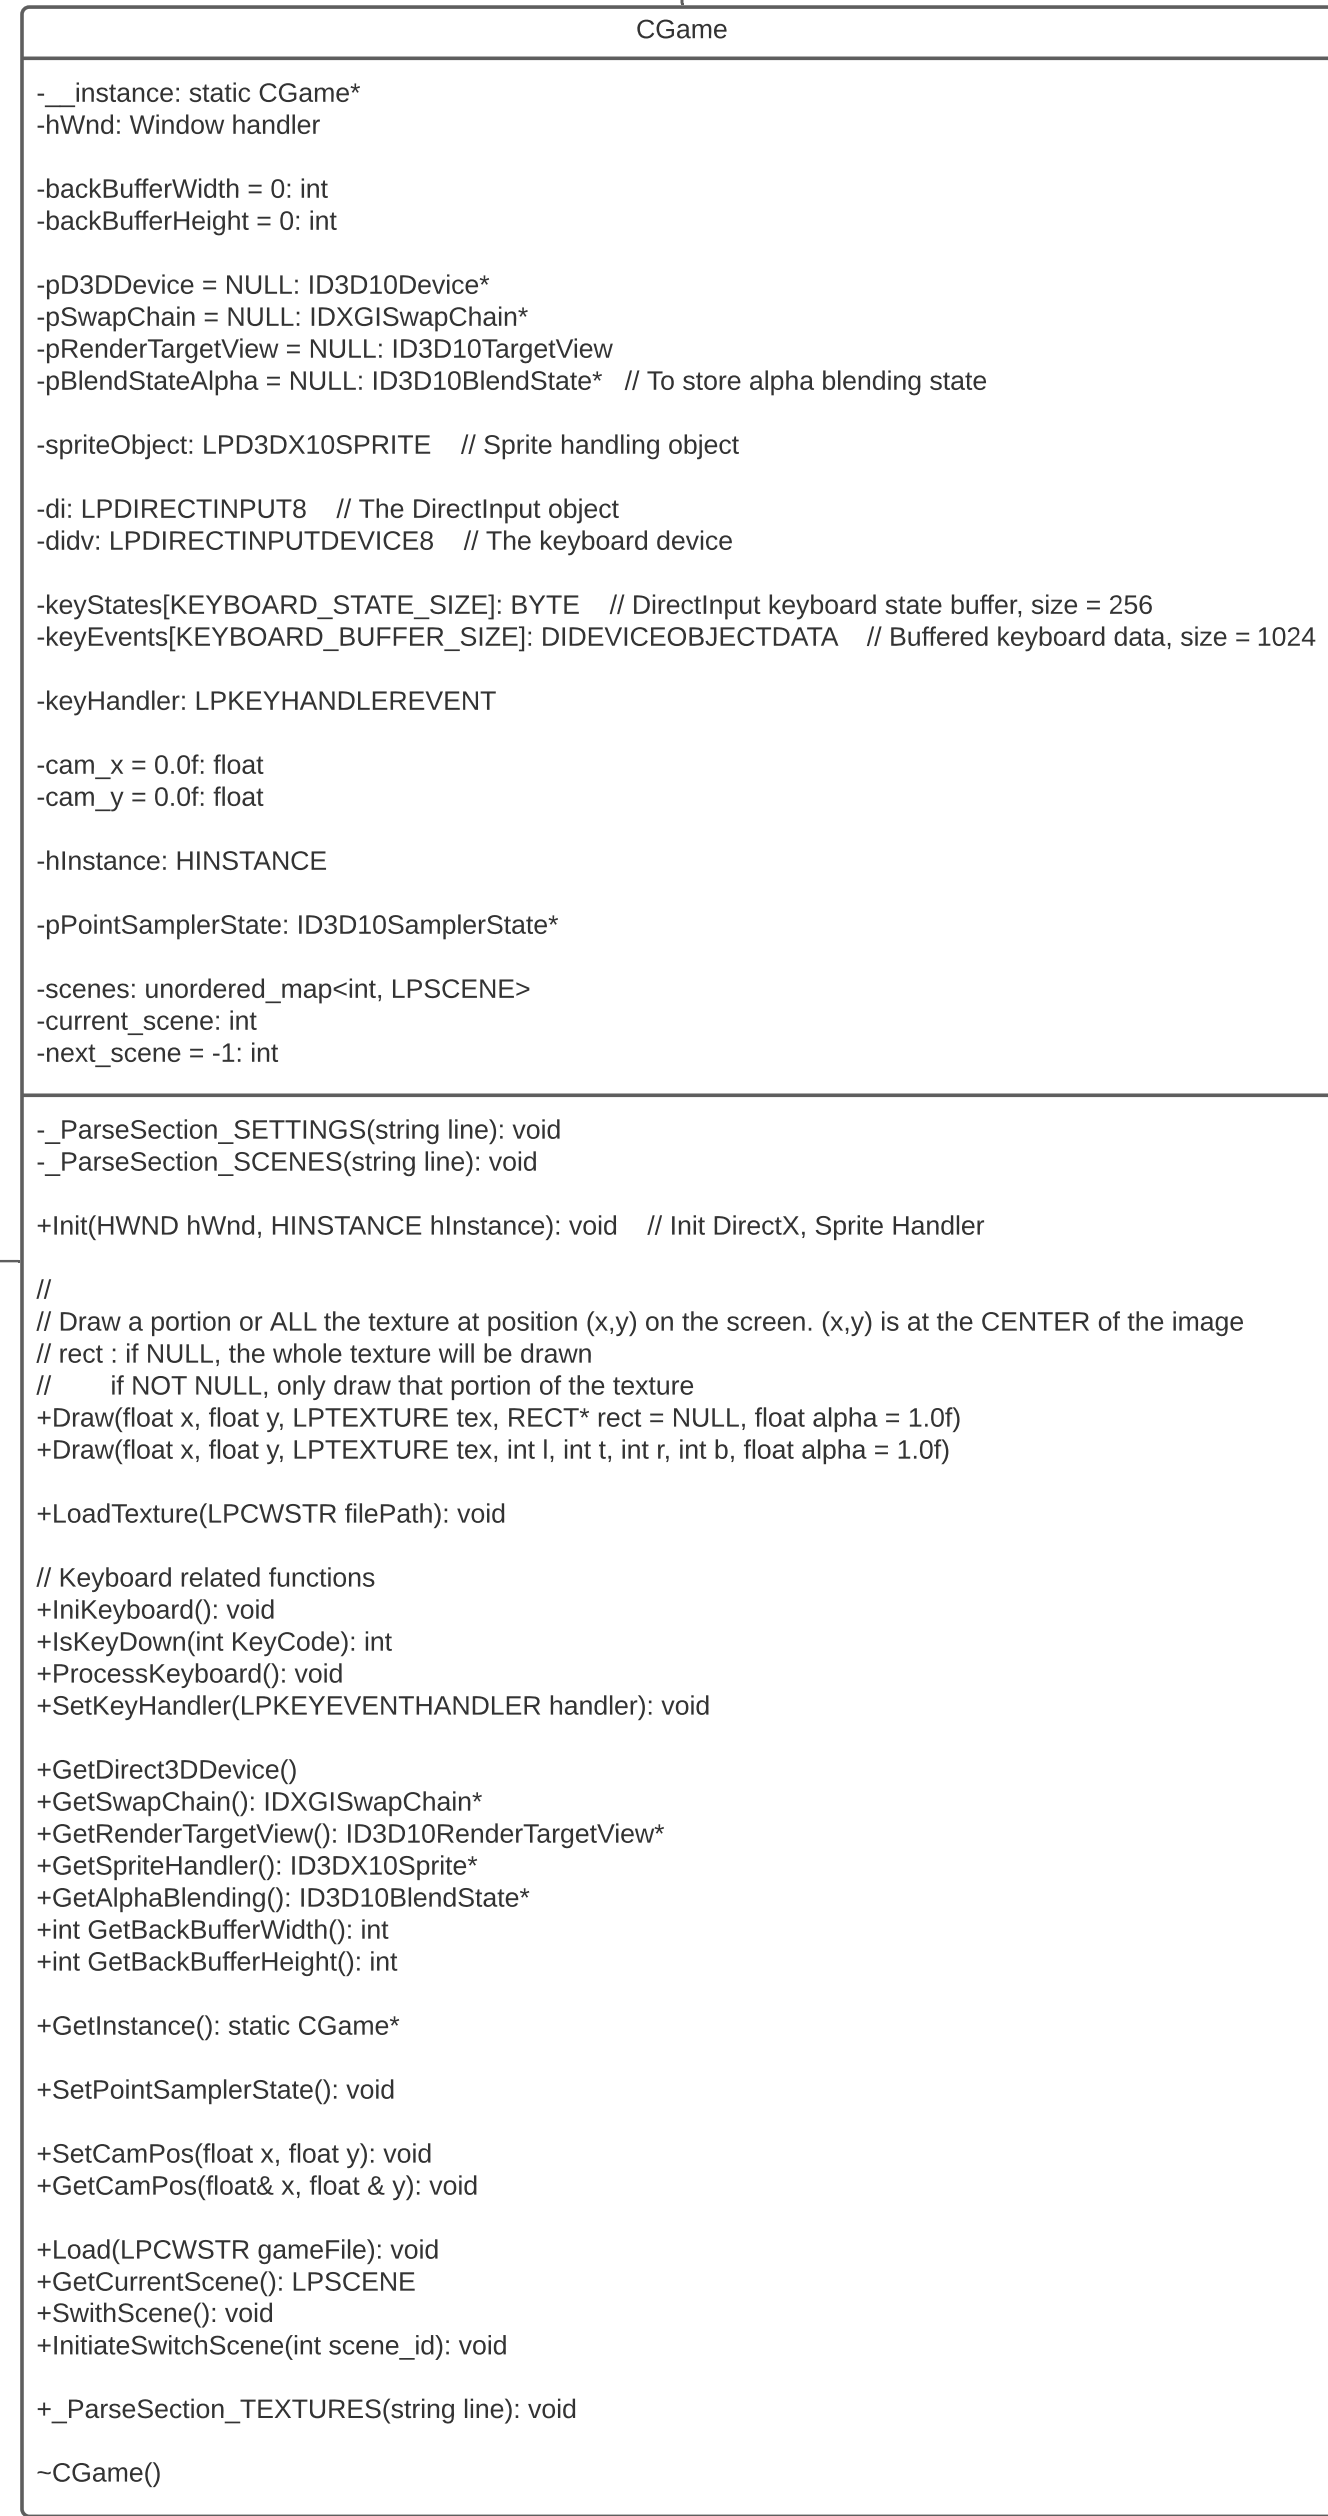 CGame
-__instance: static CGame*
-hWnd: Window handler
-backBufferWidth = 0: int
-backBufferHeight = 0: int
-pD3DDevice = NULL: ID3D10Device*
-pSwapChain = NULL: IDXGISwapChain*
-pRenderTargetView = NULL: ID3D10TargetView
-pBlendStateAlpha = NULL: ID3D10BlendState*   // To store alpha blending state
-spriteObject: LPD3DX10SPRITE    // Sprite handling object
-di: LPDIRECTINPUT8    // The DirectInput object
-didv: LPDIRECTINPUTDEVICE8    // The keyboard device
-keyStates[KEYBOARD_STATE_SIZE]: BYTE    // DirectInput keyboard state buffer, size = 256
-keyEvents[KEYBOARD_BUFFER_SIZE]: DIDEVICEOBJECTDATA    // Buffered keyboard data, size = 1024
-keyHandler: LPKEYHANDLEREVENT
-cam_x = 0.0f: float
-cam_y = 0.0f: float
-hInstance: HINSTANCE
-pPointSamplerState: ID3D10SamplerState*
-scenes: unordered_map<int, LPSCENE>
-current_scene: int
-next_scene = -1: int
-_ParseSection_SETTINGS(string line): void
-_ParseSection_SCENES(string line): void
+Init(HWND hWnd, HINSTANCE hInstance): void    // Init DirectX, Sprite Handler
//
// Draw a portion or ALL the texture at position (x,y) on the screen. (x,y) is at the CENTER of the image
// rect : if NULL, the whole texture will be drawn
//        if NOT NULL, only draw that portion of the texture
+Draw(float x, float y, LPTEXTURE tex, RECT* rect = NULL, float alpha = 1.0f)
+Draw(float x, float y, LPTEXTURE tex, int l, int t, int r, int b, float alpha = 1.0f)
+LoadTexture(LPCWSTR filePath): void
// Keyboard related functions
+IniKeyboard(): void
+IsKeyDown(int KeyCode): int
+ProcessKeyboard(): void
+SetKeyHandler(LPKEYEVENTHANDLER handler): void
+GetDirect3DDevice()
+GetSwapChain(): IDXGISwapChain*
+GetRenderTargetView(): ID3D10RenderTargetView*
+GetSpriteHandler(): ID3DX10Sprite*
+GetAlphaBlending(): ID3D10BlendState*
+int GetBackBufferWidth(): int
+int GetBackBufferHeight(): int
+GetInstance(): static CGame*
+SetPointSamplerState(): void
+SetCamPos(float x, float y): void
+GetCamPos(float& x, float & y): void
+Load(LPCWSTR gameFile): void
+GetCurrentScene(): LPSCENE
+SwithScene(): void
+InitiateSwitchScene(int scene_id): void
+_ParseSection_TEXTURES(string line): void
~CGame()